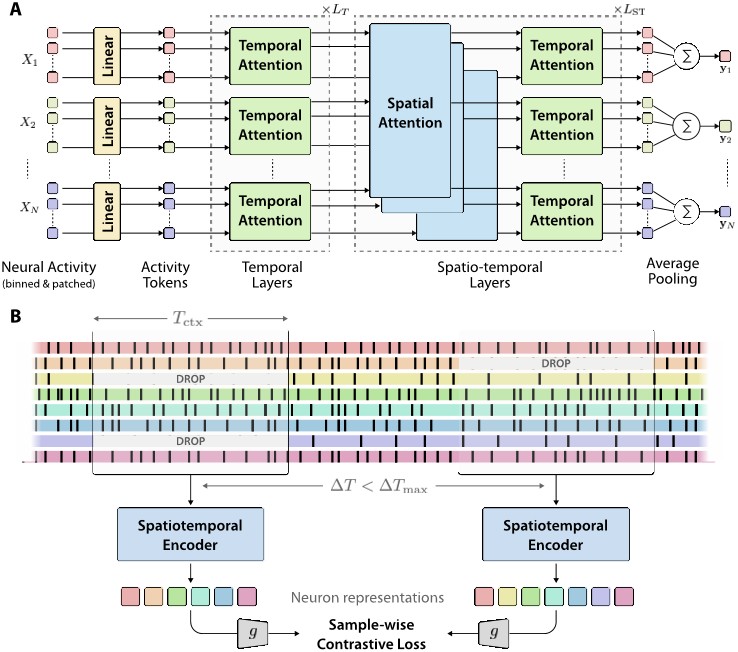 A
×L_T
×L_ST
X_1
Linear
Temporal
Attention
Spatial
Attention
Temporal
Attention
Σ
y_1
X_2
Linear
Temporal
Attention
Temporal
Attention
Σ
y_2
X_N
Linear
Temporal
Attention
Temporal
Attention
Σ
y_N
Neural Activity
(binned & patched)
Activity
Tokens
Temporal
Layers
Spatio-temporal
Layers
Average
Pooling
B
T_ctx
DROP
DROP
DROP
ΔT < ΔT_max
Spatiotemporal
Encoder
Spatiotemporal
Encoder
Neuron representations
g
Sample-wise
Contrastive Loss
g